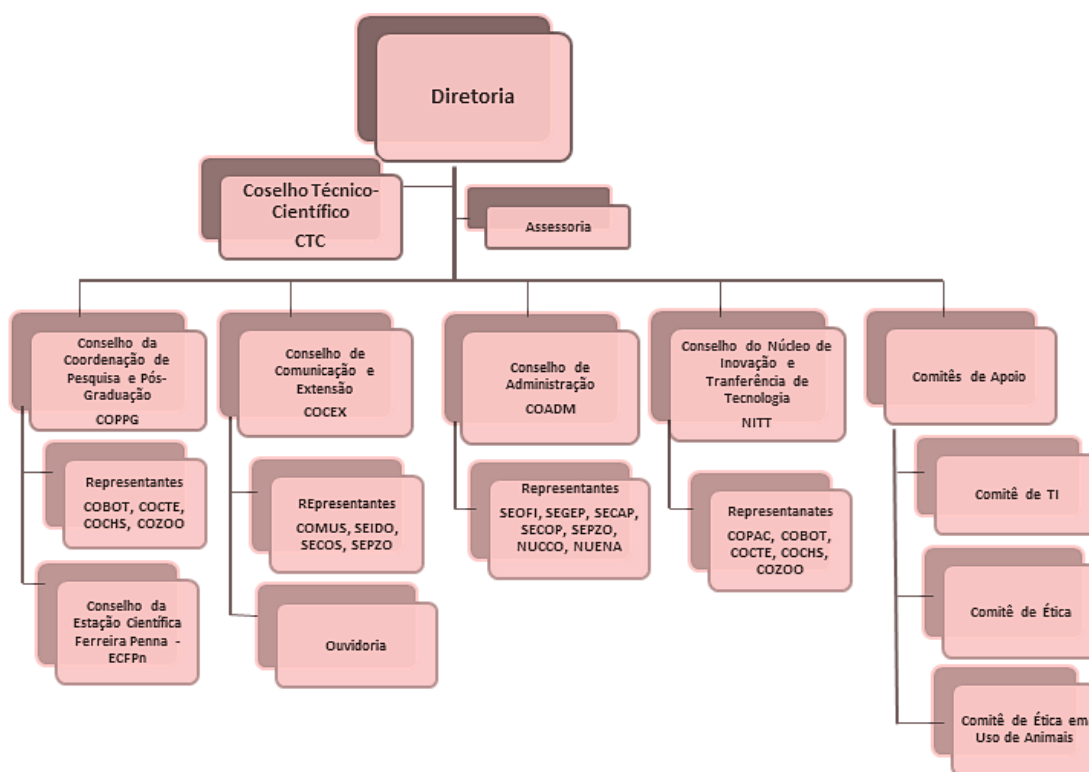 Diretoria
Coselho Técnico-
Científico
CTC
Assessoria
Conselho da
Coordenação de
Pesquisa e Pós-
Graduação
COPPG
Conselho de
Comunicação e
Extensão
COCEX
Conselho de
Administração
COADM
Conselho do Núcleo de
Inovação e
Tranferência de
Tecnologia
NITT
Comitês de Apoio
Representantes
COBOT, COCTE,
COCHS, COZOO
REpresentantes
COMUS, SEIDO,
SECOS, SEPZO
Representantes
SEOFI, SEGEP, SECAP,
SECOP, SEPZO,
NUCCO, NUENA
Representanates
COPAC, COBOT,
COCTE, COCHS,
COZOO
Comitê de TI
Conselho da
Estação Científica
Ferreira Penna -
ECFPn
Ouvidoria
Comitê de Ética
Comitê de Ética em
Uso de Animais